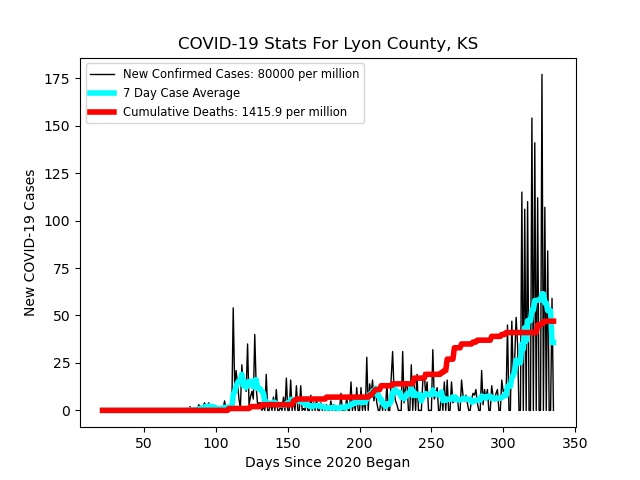 COVID-19 Stats For Lyon County, KS
New Confirmed Cases: 80000 per million
7 Day Case Average
Cumulative Deaths: 1415.9 per million
New COVID-19 Cases
175
150
125
100
75
50
25
0
50 100 150 200 250 300 350
Days Since 2020 Began